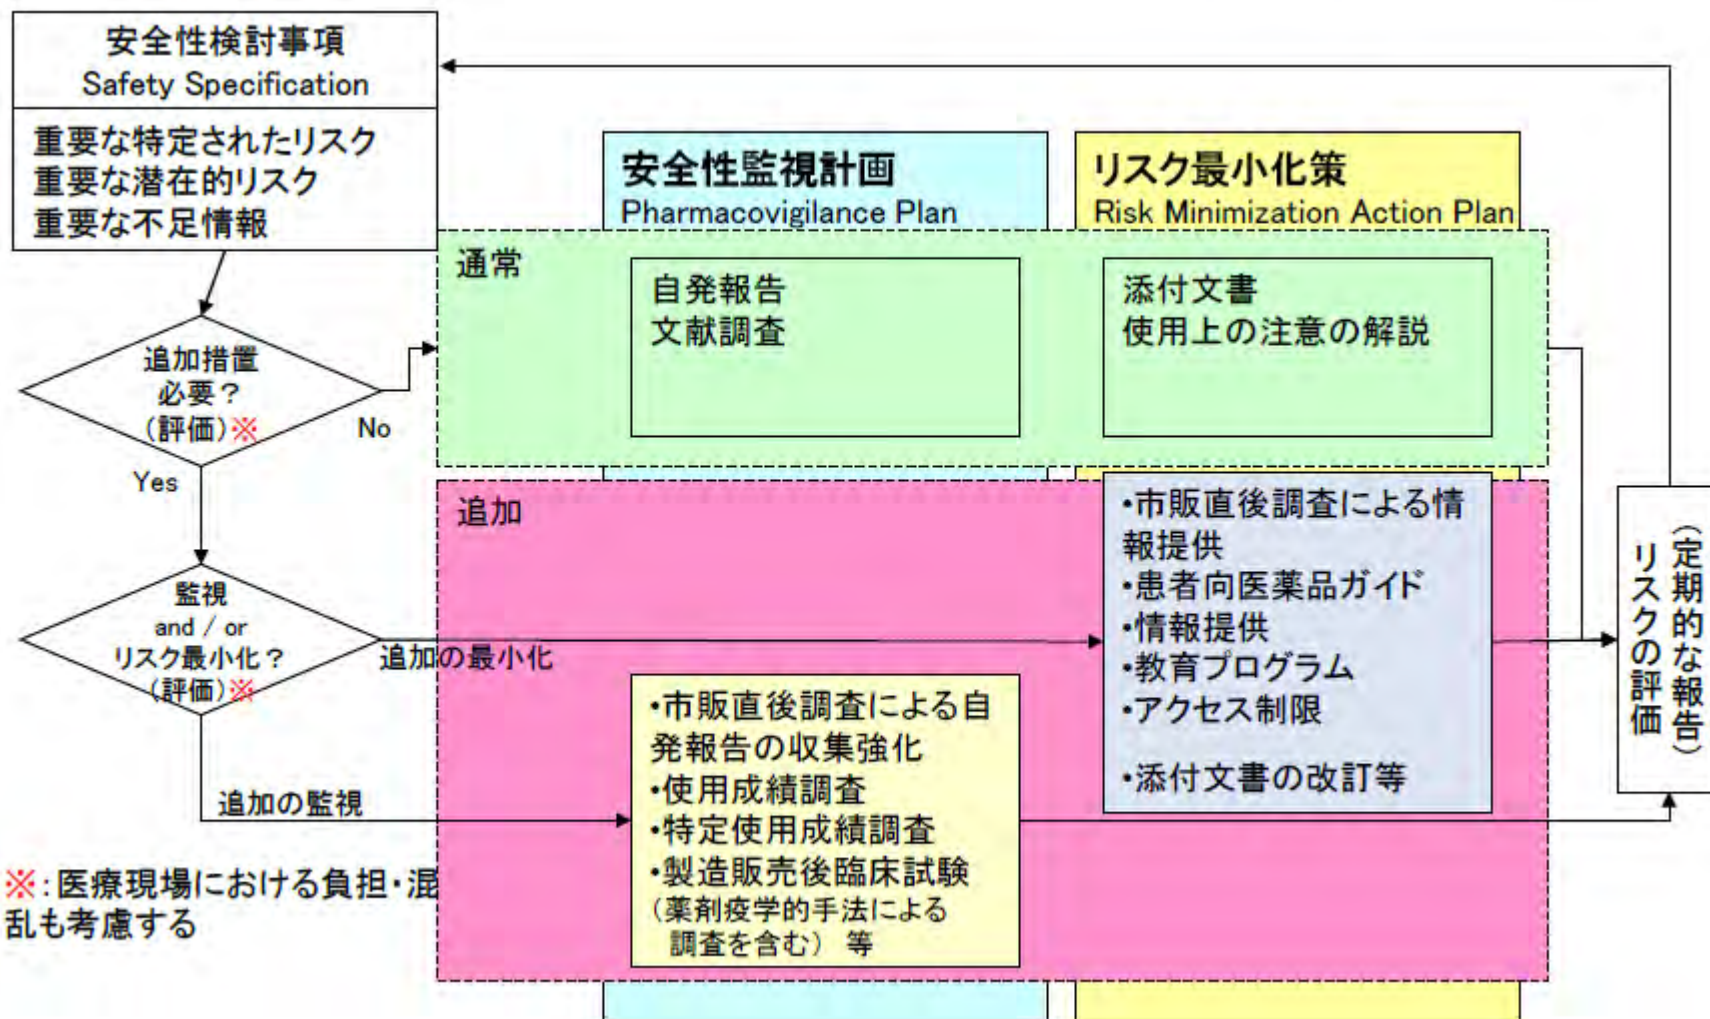 安全性検討事項
Safety Specification
重要な特定されたリスク
重要な潜在的リスク
重要な不足情報
安全性監視計画
Pharmacovigilance Plan
リスク最小化策
Risk Minimization Action Plan
通常
自発報告
文献調査
添付文書
使用上の注意の解説
追加措置
必要?
(評価)※
No
Yes
追加
・市販直後調査による情
報提供
・患者向医薬品ガイド
・情報提供
・教育プログラム
・アクセス制限
・添付文書の改訂等
監視
and / or
リスク最小化?
(評価)※
追加の最小化
・市販直後調査による自
発報告の収集強化
・使用成績調査
・特定使用成績調査
・製造販売後臨床試験
(薬剤疫学的手法による
調査を含む) 等
追加の監視
(定期的な報告)
リスクの評価
※:医療現場における負担・混
乱も考慮する